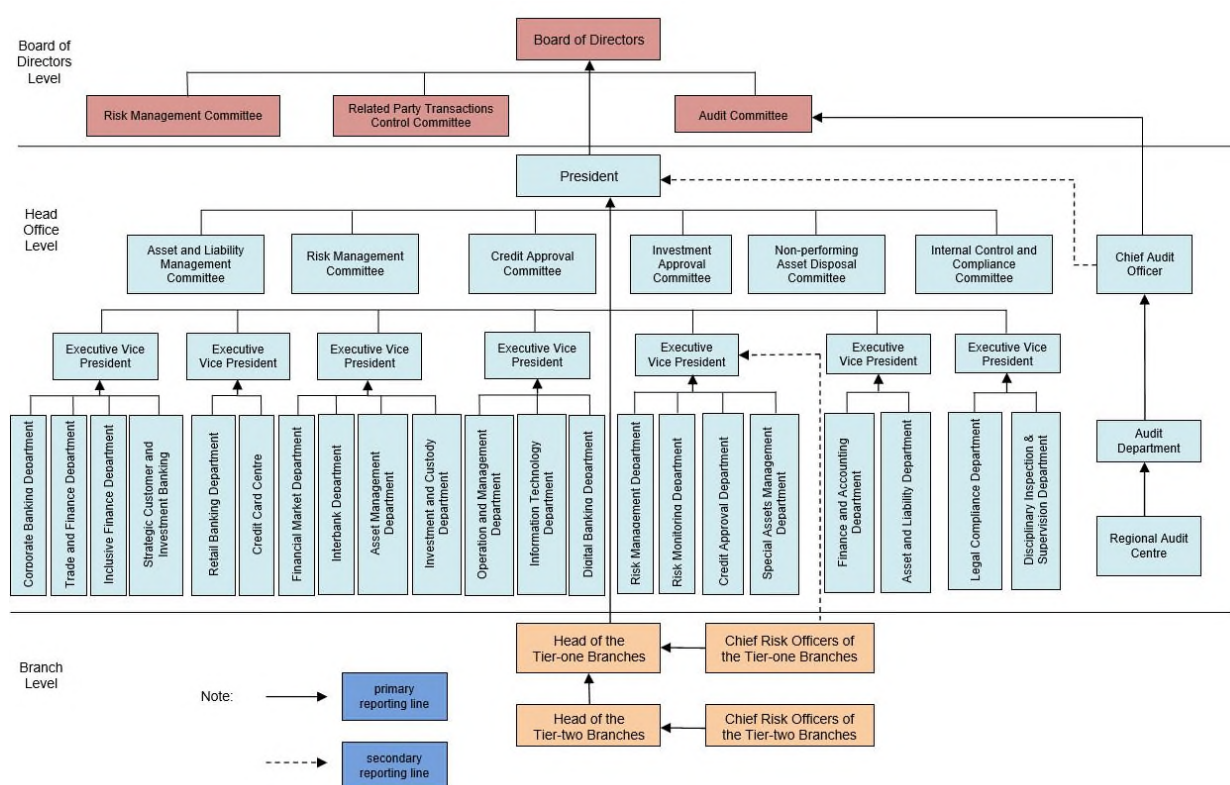 Board of
Directors
Level
Board of Directors
Risk Management Committee
Related Party Transactions
Control Committee
Audit Committee
Head
Office
Level
President
Asset and Liability
Management
Committee
Risk Management
Committee
Credit Approval
Committee
Investment
Approval
Committee
Non-performing
Asset Disposal
Committee
Internal Control and
Compliance
Committee
Chief Audit
Officer
Executive Vice
President
Executive
Vice President
Executive Vice
President
Executive Vice
President
Executive
Vice President
Executive
Vice President
Executive Vice
President
Corporate Banking Department
Trade and Finance Department
Inclusive Finance Department
Strategic Customer and
Investment Banking
Retail Banking Department
Credit Card Centre
Financial Market Department
Interbank Department
Asset Management
Department
Investment and Custody
Department
Operation and Management
Department
Information Technology
Department
Digital Banking Department
Risk Management Department
Risk Monitoring Department
Credit Approval Department
Special Assets Management
Department
Finance and Accounting
Department
Asset and Liability Department
Legal Compliance Department
Disciplinary Inspection &
Supervision Department
Audit
Department
Regional Audit
Centre
Branch
Level
Head of the
Tier-one Branches
Chief Risk Officers of
the Tier-one Branches
Head of the
Tier-two Branches
Chief Risk Officers of
the Tier-two Branches
Note:
primary
reporting line
secondary
reporting line